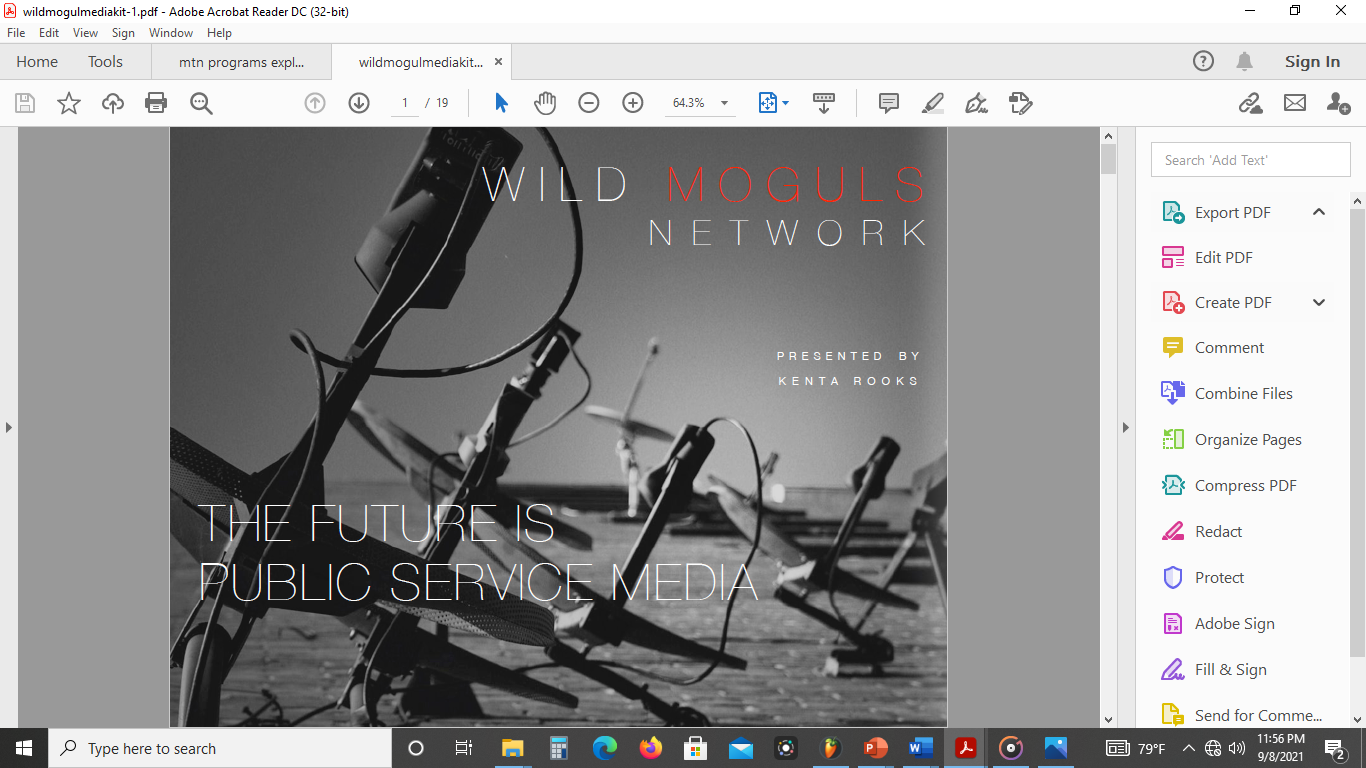 wildmogulmediakit-1.pdf - Adobe Acrobat Reader DC (32-bit)
File Edit View Sign Window Help
Home Tools mtn programs expl... wildmogulmediakit... × Sign In
1 / 19 64.3%
WILD MOGULS
NETWORK
PRESENTED BY
KENTA ROOKS
THE FUTURE IS
PUBLIC SERVICE MEDIA
Search 'Add Text'
Export PDF
Edit PDF
Create PDF
Comment
Combine Files
Organize Pages
Compress PDF
Redact
Protect
Adobe Sign
Fill & Sign
Send for Comme...
Type here to search
79°F
11:56 PM
9/8/2021
2